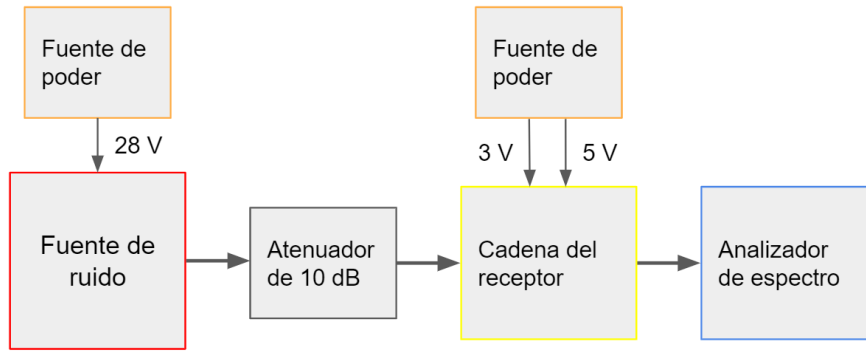 Fuente de
poder
Fuente de
poder
28 V
3 V
5 V
Fuente de
ruido
Atenuador
de 10 dB
Cadena del
receptor
Analizador
de espectro